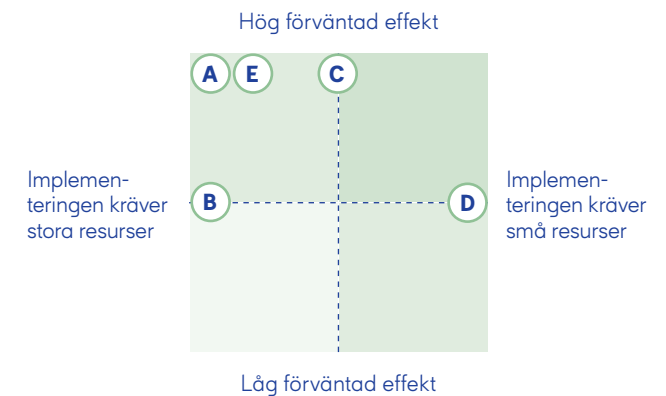 Hög förväntad effekt
A
E
C
Implemen-
teringen kräver
stora resurser
B
D
Implemen-
teringen kräver
små resurser
Låg förväntad effekt